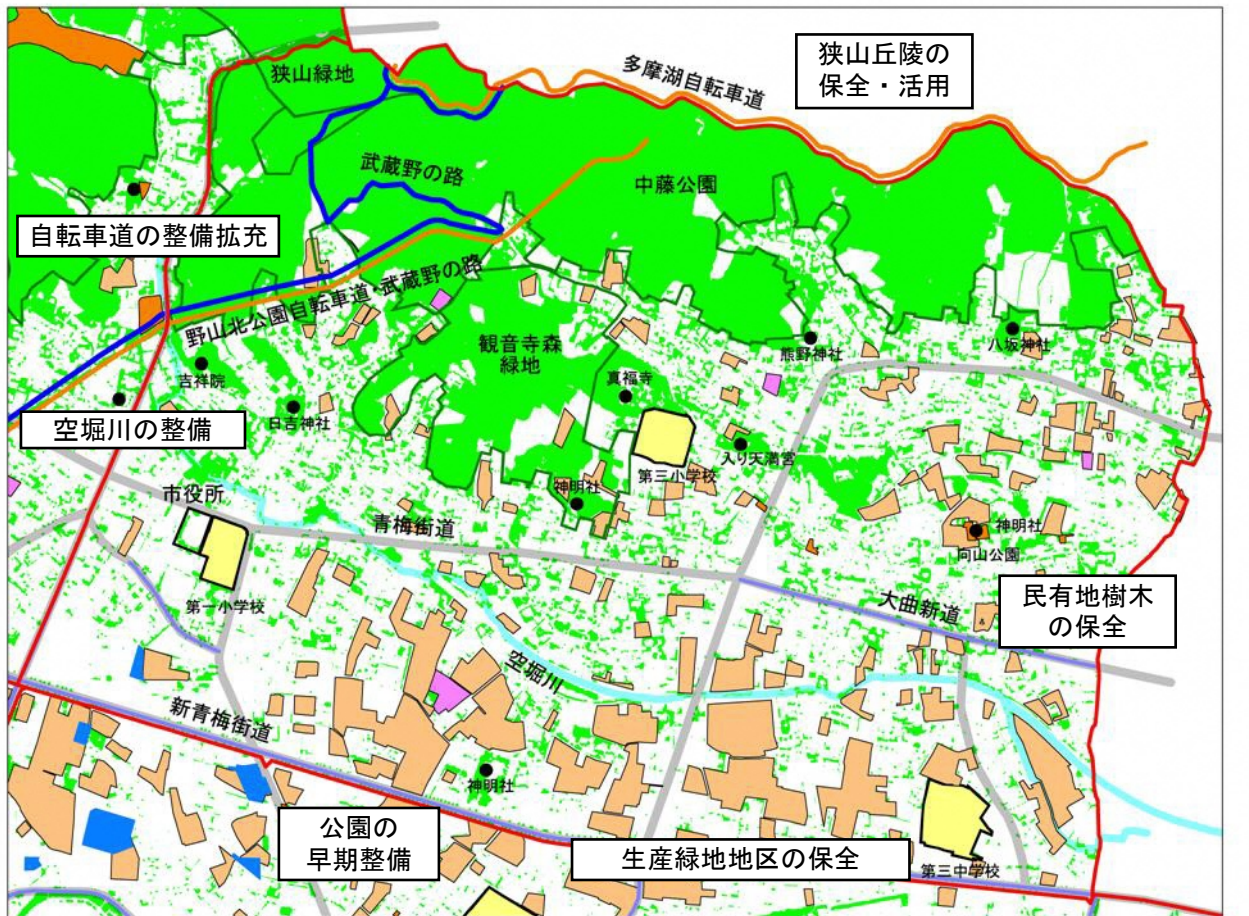 狭山丘陵の
保全・活用
多摩湖自転車道
狭山緑地
武蔵野の路
中藤公園
自転車道の整備拡充
野山北公園自転車道・武蔵野の路
観音寺森
緑地
熊野神社
八坂神社
吉祥院
真福寺
日吉神社
空堀川の整備
入り天満宮
第三小学校
神明社
市役所
青梅街道
神明社
向山公園
第一小学校
大曲新道
民有地樹木
の保全
空堀川
新青梅街道
神明社
公園の
早期整備
生産緑地地区の保全
第三中学校